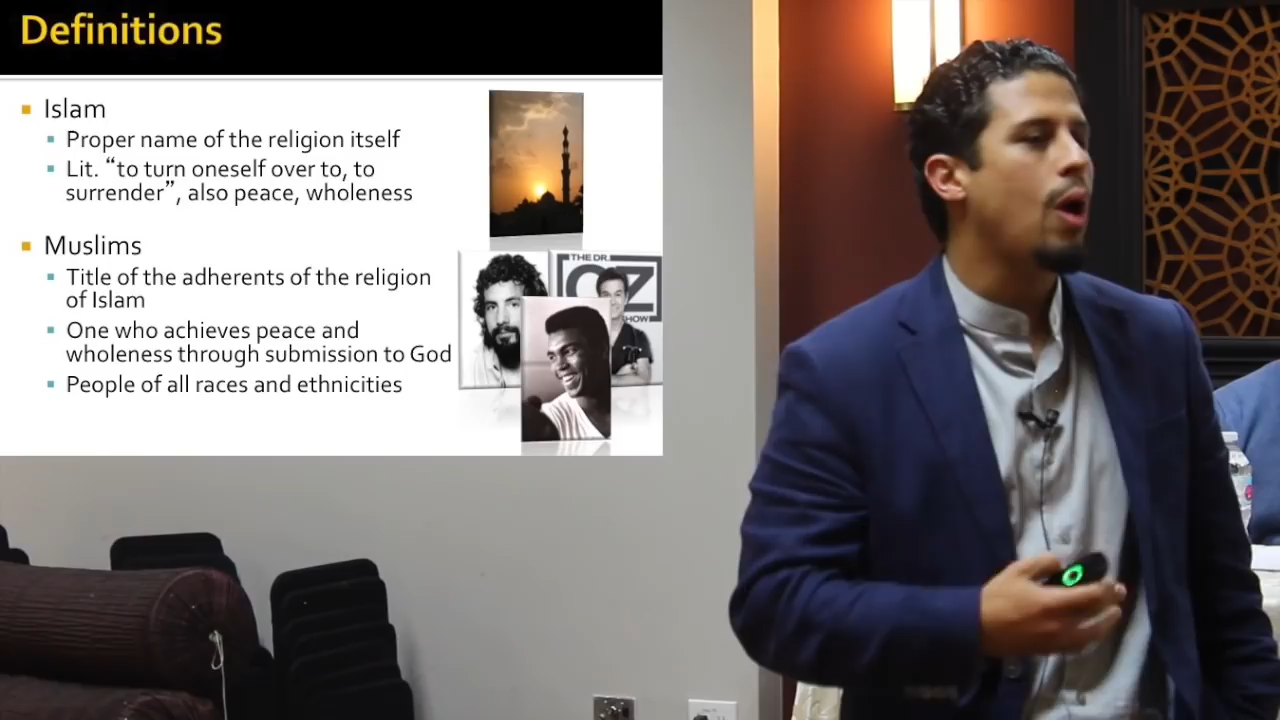 Definitions
Islam
Proper name of the religion itself
Lit. “to turn oneself over to, to
surrender”, also peace, wholeness
Muslims
Title of the adherents of the religion
of Islam
One who achieves peace and
wholeness through submission to God
People of all races and ethnicities
THE DR.
OZ
SHOW